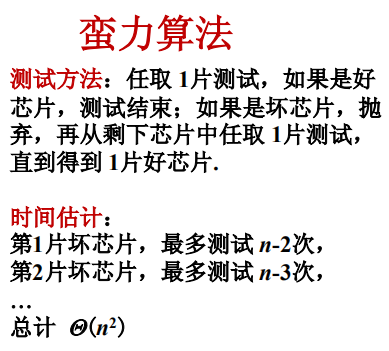 蛮力算法
测试方法：任取 1片测试，如果是好
芯片，测试结束；如果是坏芯片，抛
弃，再从剩下芯片中任取 1片测试，
直到得到 1片好芯片.
时间估计：
第1片坏芯片，最多测试 n-2次，
第2片坏芯片，最多测试 n-3次，
…
总计 Θ(n²)